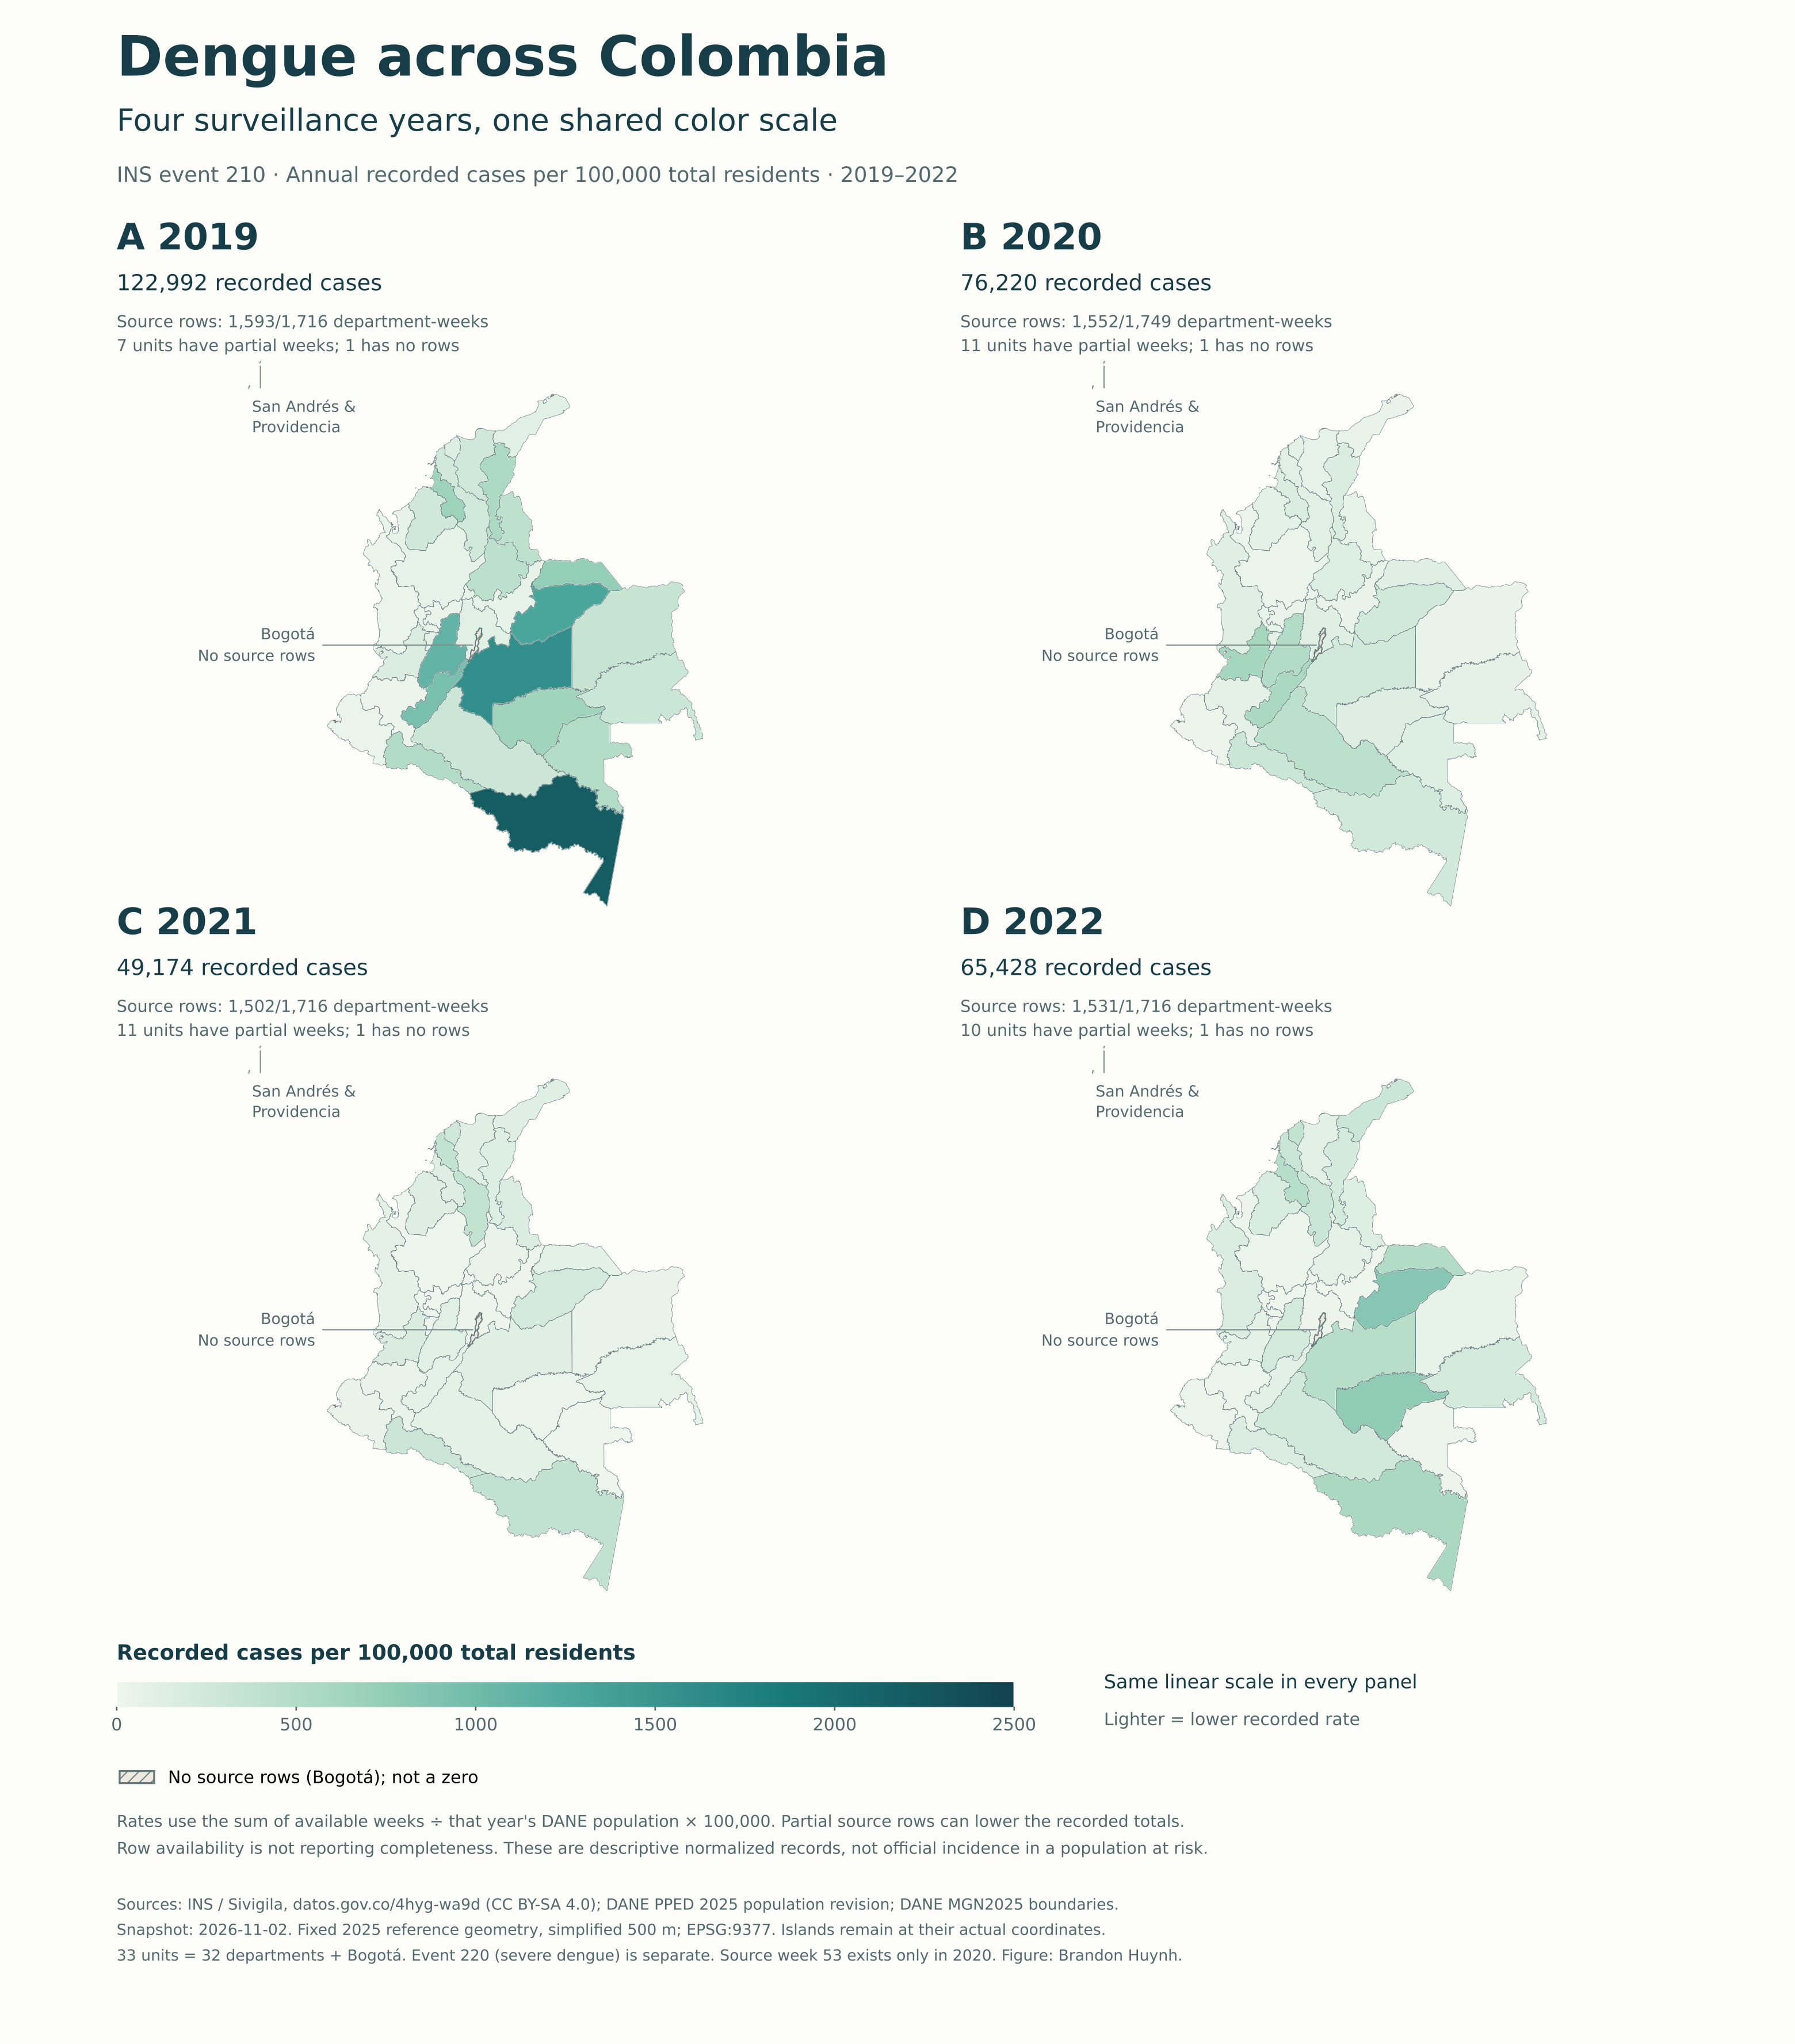 Dengue across Colombia
Four surveillance years, one shared color scale
INS event 210 · Annual recorded cases per 100,000 total residents · 2019–2022
A 2019
122,992 recorded cases
Source rows: 1,593/1,716 department-weeks
7 units have partial weeks; 1 has no rows
San Andrés &
Providencia
Bogotá
No source rows
B 2020
76,220 recorded cases
Source rows: 1,552/1,749 department-weeks
11 units have partial weeks; 1 has no rows
San Andrés &
Providencia
Bogotá
No source rows
C 2021
49,174 recorded cases
Source rows: 1,502/1,716 department-weeks
11 units have partial weeks; 1 has no rows
San Andrés &
Providencia
Bogotá
No source rows
D 2022
65,428 recorded cases
Source rows: 1,531/1,716 department-weeks
10 units have partial weeks; 1 has no rows
San Andrés &
Providencia
Bogotá
No source rows
Recorded cases per 100,000 total residents
0 500 1000 1500 2000 2500
Same linear scale in every panel
Lighter = lower recorded rate
No source rows (Bogotá); not a zero
Rates use the sum of available weeks ÷ that year's DANE population × 100,000. Partial source rows can lower the recorded totals.
Row availability is not reporting completeness. These are descriptive normalized records, not official incidence in a population at risk.
Sources: INS / Sivigila, datos.gov.co/4hyg-wa9d (CC BY-SA 4.0); DANE PPED 2025 population revision; DANE MGN2025 boundaries.
Snapshot: 2026-11-02. Fixed 2025 reference geometry, simplified 500 m; EPSG:9377. Islands remain at their actual coordinates.
33 units = 32 departments + Bogotá. Event 220 (severe dengue) is separate. Source week 53 exists only in 2020. Figure: Brandon Huynh.